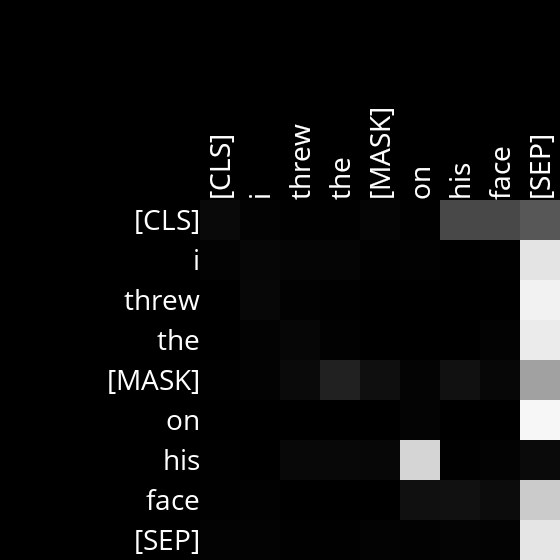 [CLS] i threw the [MASK] on his face [SEP]
[CLS]
i
threw
the
[MASK]
on
his
face
[SEP]